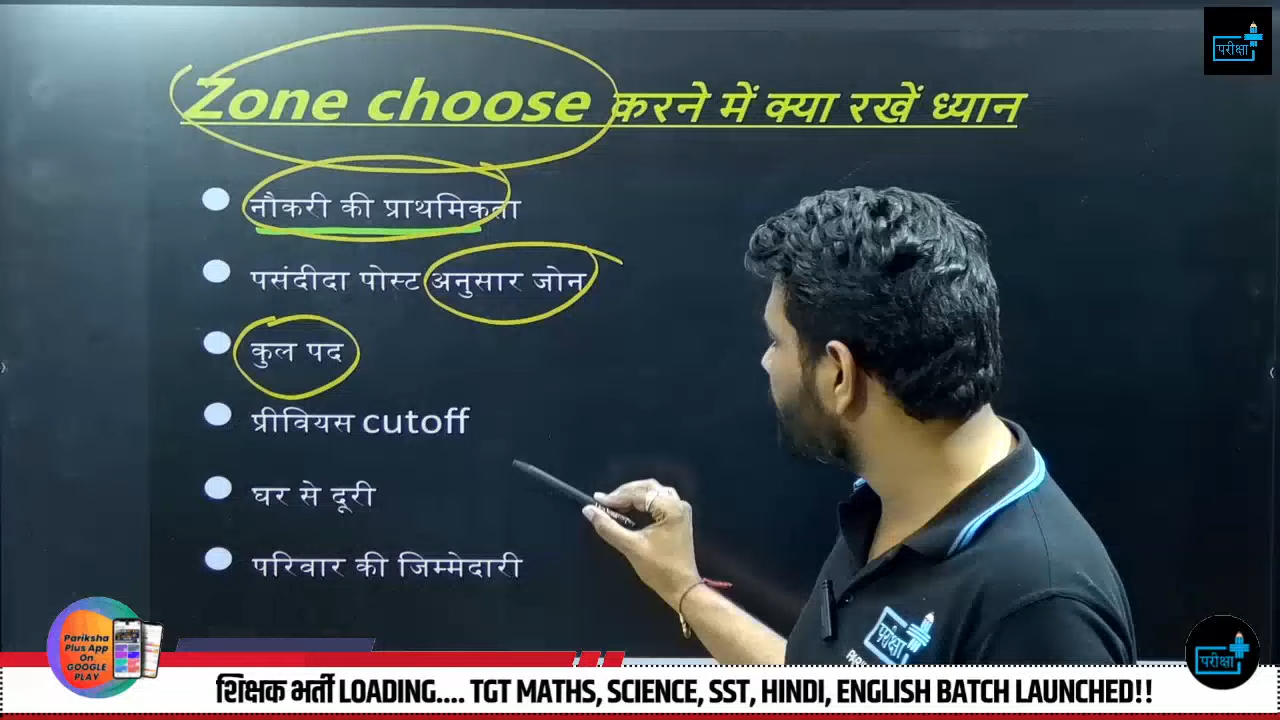 परीक्षा
Zone choose करने में क्या रखें ध्यान
नौकरी की प्राथमिकता
पसंदीदा पोस्ट अनुसार जोन
कुल पद
प्रीवियस cutoff
घर से दूरी
परिवार की जिम्मेदारी
परीक्षा
Pariksha
Plus App
On
GOOGLE
PLAY
परीक्षा
शिक्षक भर्ती LOADING.... TGT MATHS, SCIENCE, SST, HINDI, ENGLISH BATCH LAUNCHED!!